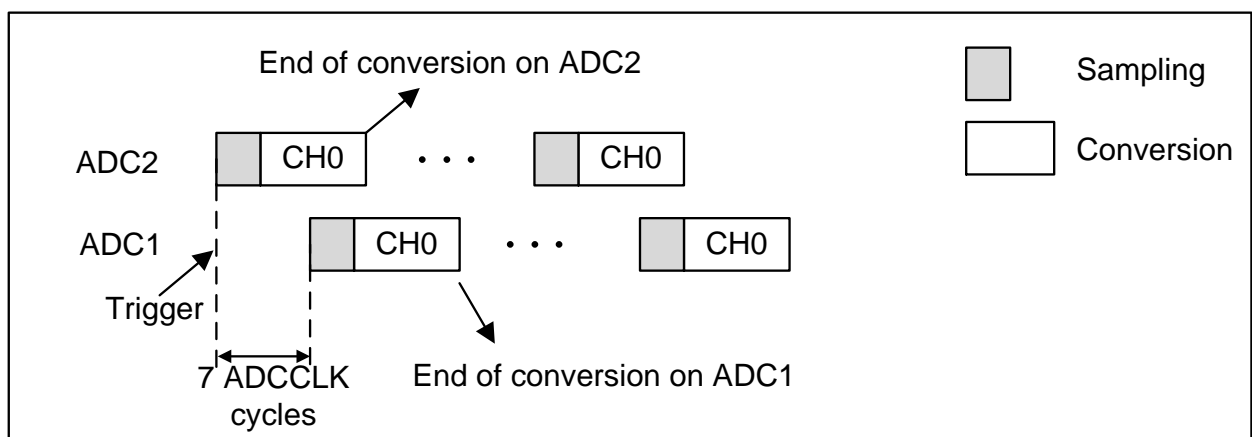 End of conversion on ADC2
Sampling
ADC2 CH0 · · · CH0
Conversion
ADC1 CH0 · · · CH0
Trigger
7 ADCCLK
cycles
End of conversion on ADC1